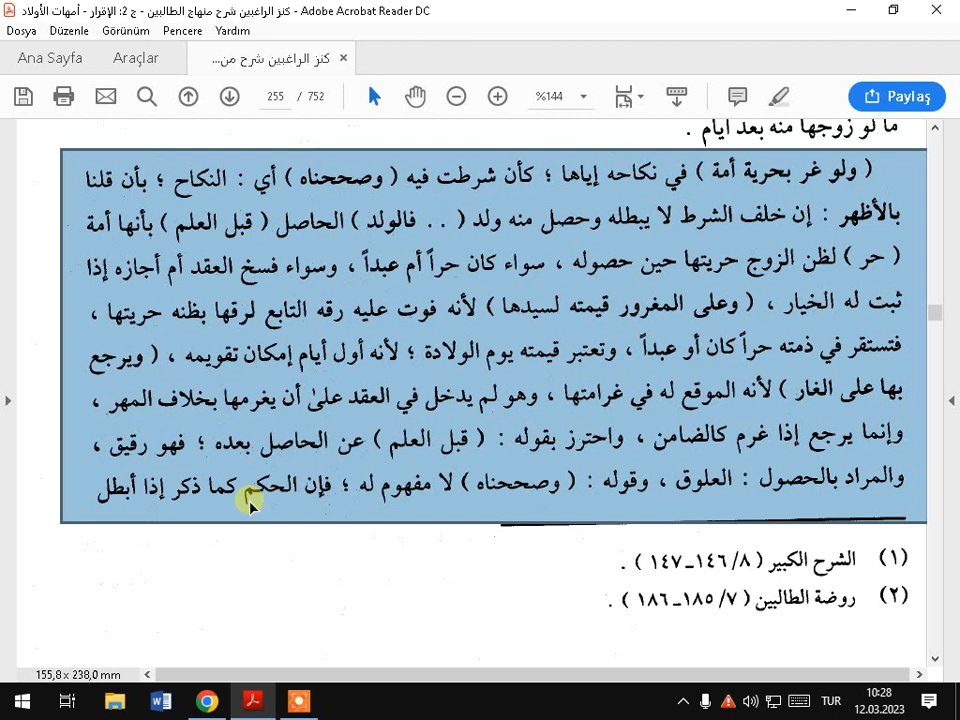 كنز الراغبين شرح منهاج الطالبين - ج 2: الإقرار - أمهات الأولاد - Adobe Acrobat Reader DC
Dosya Düzenle Görünüm Pencere Yardım
Ana Sayfa Araçlar كنز الراغبين شرح من...
255 / 752 %144 Paylaş
ما لو زوجها منه بعد أيام .
( ولو غر بحرية أمة ) في نكاحه إياها ؛ كأن شرطت فيه ( وصححناه ) أي : النكاح ؛ بأن قلنا
بالأظهر : إن خلف الشرط لا يبطله وحصل منه ولد ( . . فالولد ) الحاصل ( قبل العلم ) بأنها أمة
( حر ) لظن الزوج حريتها حين حصوله ، سواء كان حراً أم عبداً ، وسواء فسخ العقد أم أجازه إذا
ثبت له الخيار ، ( وعلى المغرور قيمته لسيدها ) لأنه فوت عليه رقه التابع لرقها بظنه حريتها ،
فتستقر في ذمته حراً كان أو عبداً ، وتعتبر قيمته يوم الولادة ؛ لأنه أول أيام إمكان تقويمه ، ( ويرجع
بها على الغار ) لأنه الموقع له في غرامتها ، وهو لم يدخل في العقد علىٰ أن يغرمها بخلاف المهر ،
وإنما يرجع إذا غرم كالضامن ، واحترز بقوله : ( قبل العلم ) عن الحاصل بعده ؛ فهو رقيق ،
والمراد بالحصول : العلوق ، وقوله : ( وصححناه ) لا مفهوم له ؛ فإن الحكم كما ذكر إذا أبطل
(١) الشرح الكبير ( ٨/ ١٤٦ــ١٤٧ ) .
(٢) روضة الطالبين ( ٧/ ١٨٥ــ١٨٦ ) .
155,8 x 238,0 mm
TUR 10:28
12.03.2023